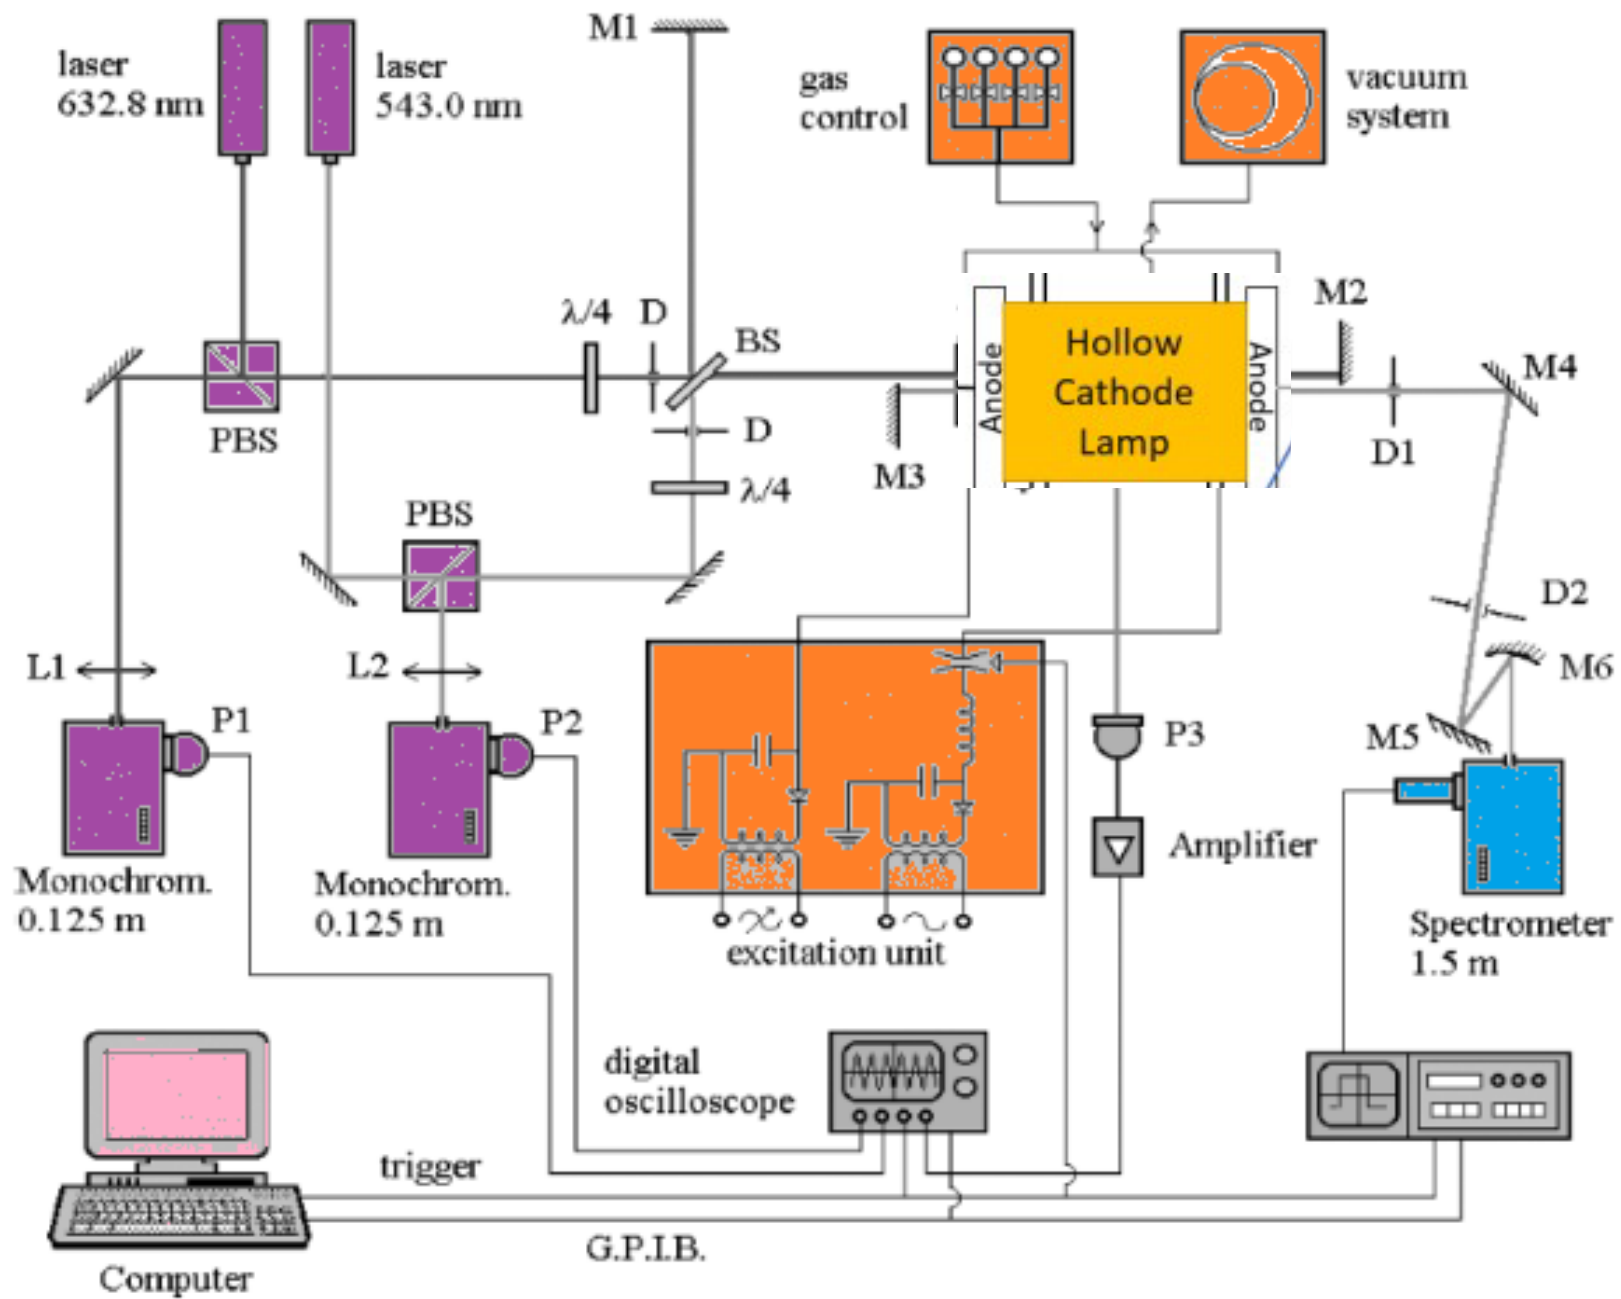 M1
laser
632.8 nm
laser
543.0 nm
gas
control
vacuum
system
λ/4
D
BS
M2
M4
Anode
Hollow
Cathode
Lamp
Anode
PBS
D
M3
D1
λ/4
PBS
D2
L1
L2
M6
P1
P2
P3
M5
Amplifier
Monochrom.
0.125 m
Monochrom.
0.125 m
excitation unit
Spectrometer
1.5 m
digital
oscilloscope
trigger
G.P.I.B.
Computer